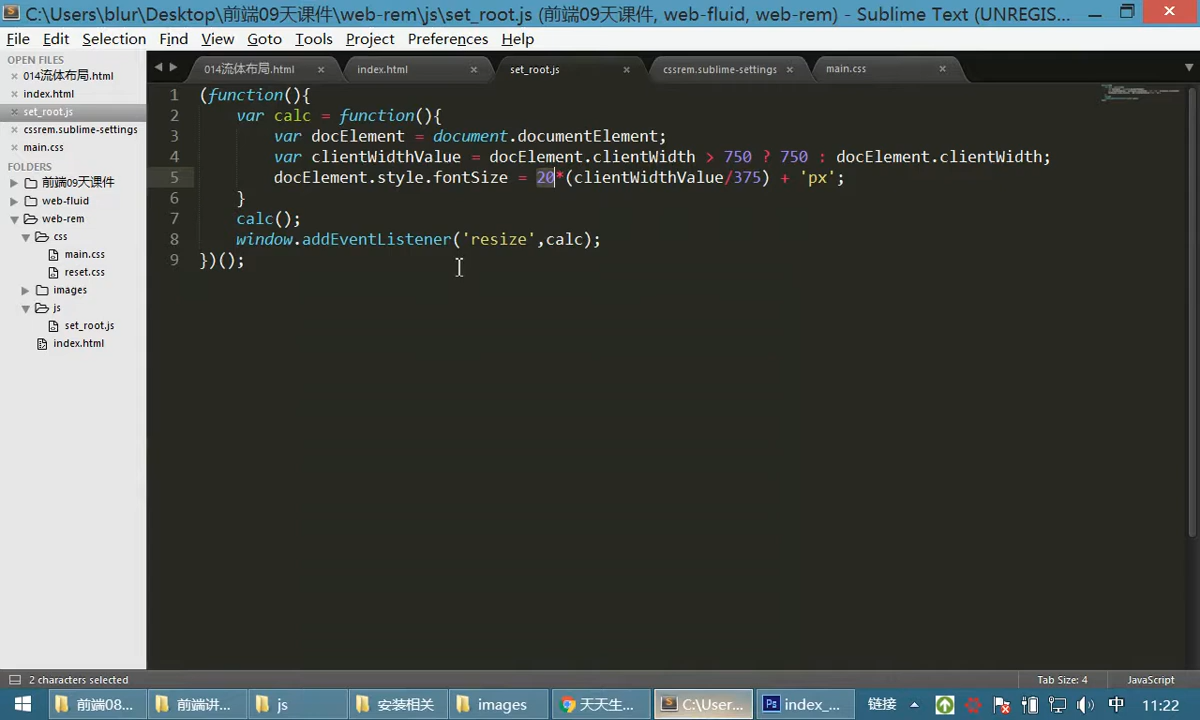 C:\Users\blur\Desktop\前端09天课件\web-rem\js\set_root.js (前端09天课件, web-fluid, web-rem) - Sublime Text (UNREGIS...
File Edit Selection Find View Goto Tools Project Preferences Help
OPEN FILES
014流体布局.html
index.html
set_root.js
cssrem.sublime-settings
main.css
FOLDERS
前端09天课件
web-fluid
web-rem
css
main.css
reset.css
images
js
set_root.js
index.html
014流体布局.html index.html set_root.js cssrem.sublime-settings main.css
1 (function(){
2 var calc = function(){
3 var docElement = document.documentElement;
4 var clientWidthValue = docElement.clientWidth > 750 ? 750 : docElement.clientWidth;
5 docElement.style.fontSize = 20*(clientWidthValue/375) + 'px';
6 }
7 calc();
8 window.addEventListener('resize',calc);
9 })();
2 characters selected Tab Size: 4 JavaScript
前端08... 前端讲... js 安装相关 images 天天生... C:\User... Ps index_... 链接 中 11:22